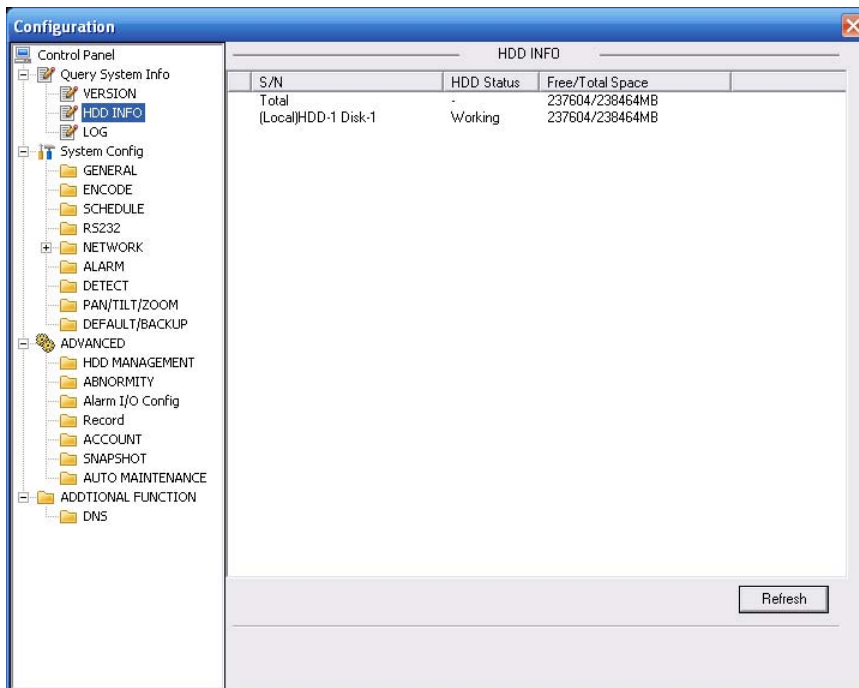 Configuration
Control Panel
Query System Info
VERSION
HDD INFO
LOG
System Config
GENERAL
ENCODE
SCHEDULE
RS232
NETWORK
ALARM
DETECT
PAN/TILT/ZOOM
DEFAULT/BACKUP
ADVANCED
HDD MANAGEMENT
ABNORMITY
Alarm I/O Config
Record
ACCOUNT
SNAPSHOT
AUTO MAINTENANCE
ADDTIONAL FUNCTION
DNS
HDD INFO
S/N HDD Status Free/Total Space
Total - 237604/238464MB
(Local)HDD-1 Disk-1 Working 237604/238464MB
Refresh